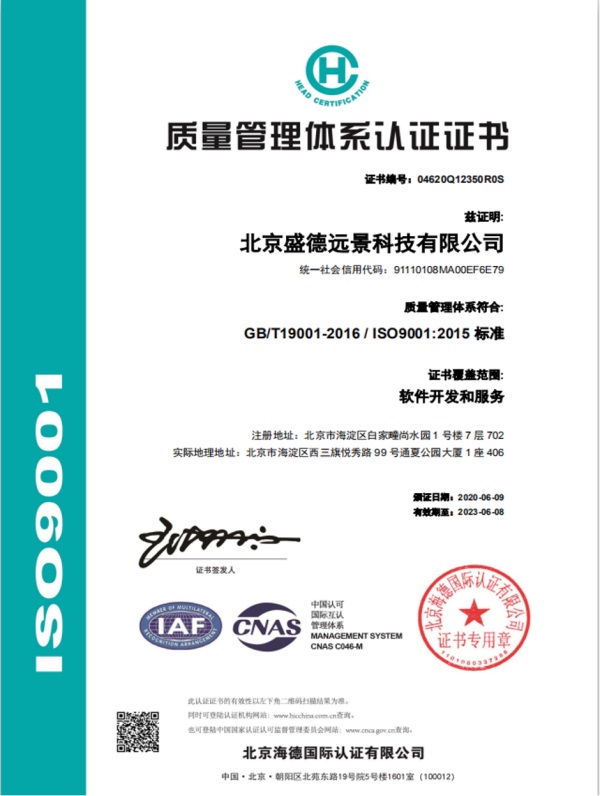 HC
HEAD CERTIFICATION
质量管理体系认证证书
证书编号：04620Q12350R0S
兹证明:
北京盛德远景科技有限公司
统一社会信用代码：91110108MA00EF6E79
质量管理体系符合:
GB/T19001-2016 / ISO9001:2015 标准
证书覆盖范围:
软件开发和服务
注册地址：北京市海淀区白家疃尚水园 1 号楼 7 层 702
实际地理地址：北京市海淀区西三旗悦秀路 99 号通夏公园大厦 1 座 406
颁证日期：2020-06-09
有效期至：2023-06-08
ISO9001
证书签发人
MEMBER OF MULTILATERAL
IAF
RECOGNITION ARRANGEMENT
CNAS
中国认可
国际互认
管理体系
MANAGEMENT SYSTEM
CNAS C046-M
北京海德国际认证有限公司
证书专用章
此认证证书的有效性以左下角二维码扫描结果为准。
同时可登陆认证机构网站：www.hicchina.com.cn查询。
也可登陆中国国家认证认可监督管理委员会网站：www.cnca.gov.cn查询。
北京海德国际认证有限公司
中国・北京・朝阳区北苑东路19号院5号楼1601室（100012）